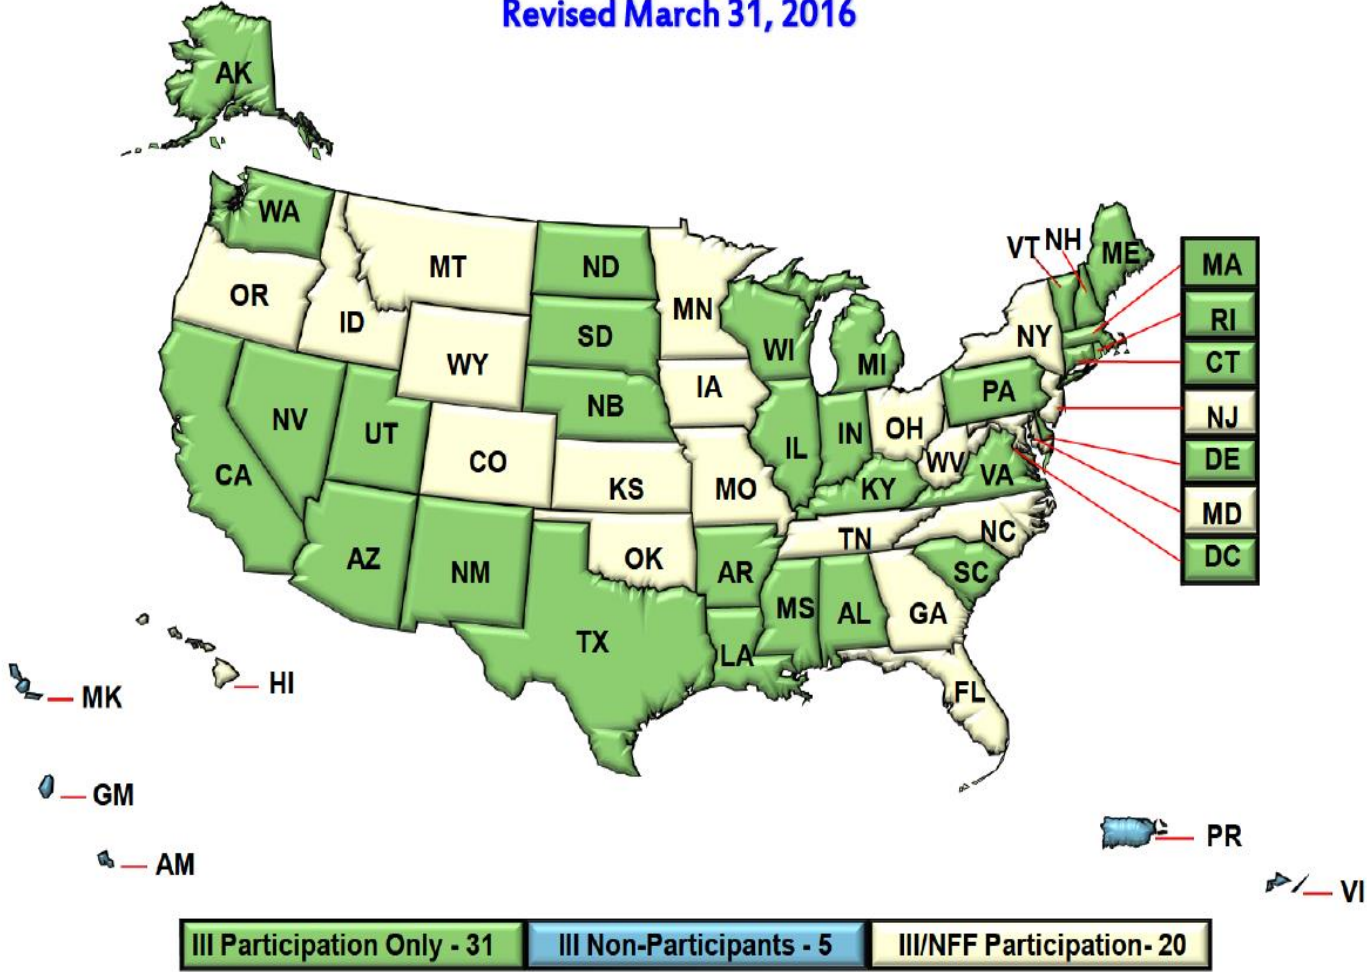 Revised March 31, 2016
AK
WA
MT
ND
MN
VT
NH
ME
MA
OR
ID
WY
SD
WI
MI
NY
RI
CT
NV
UT
CO
NB
IA
IL
IN
OH
PA
NJ
CA
KS
MO
KY
WV
VA
DE
AZ
NM
OK
AR
TN
NC
MD
DC
TX
LA
MS
AL
GA
SC
FL
HI
MK
GM
AM
PR
VI
III Participation Only - 31
III Non-Participants - 5
III/NFF Participation- 20